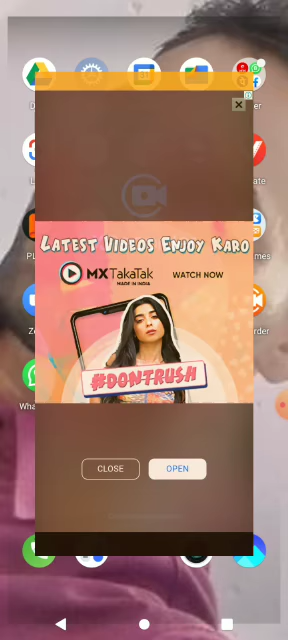 LATEST VIDEOS ENJOY KARO
MX TakaTak
MADE IN INDIA
WATCH NOW
#DONTRUSH
CLOSE
OPEN